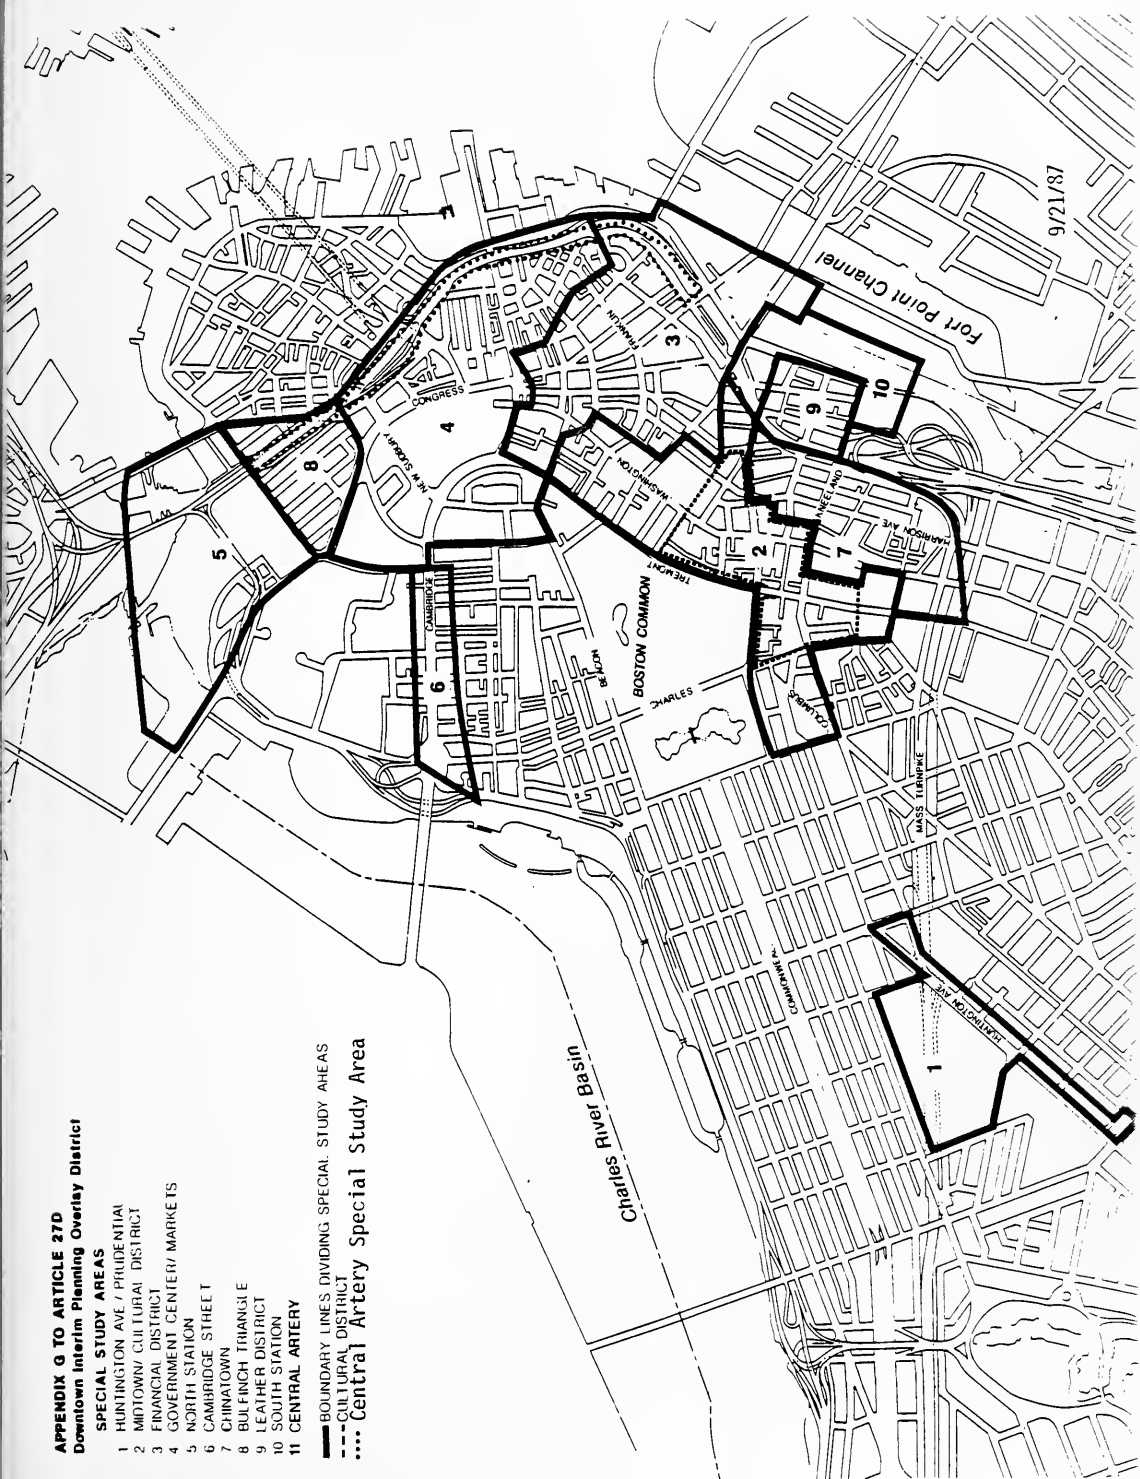 APPENDIX G TO ARTICLE 27D
Downtown Interim Planning Overlay District
SPECIAL STUDY AREAS
1 HUNTINGTON AVE / PRUDENTIAL
2 MIDTOWN/ CULTURAL DISTRICT
3 FINANCIAL DISTRICT
4 GOVERNMENT CENTER/ MARKETS
5 NORTH STATION
6 CAMBRIDGE STREET
7 CHINATOWN
8 BULFINCH TRIANGLE
9 LEATHER DISTRICT
10 SOUTH STATION
11 CENTRAL ARTERY
BOUNDARY LINES DIVIDING SPECIAL STUDY AREAS
CULTURAL DISTRICT
Central Artery Special Study Area
5
8
4
3
6
2
7
9
10
1
CONGRESS
NEW SUDBURY
FRANKLIN
CAMBRIDGE
WASHINGTON
TREMONT
KNEELAND
HARRISON AVE
BEACON
BOSTON COMMON
CHARLES
COLUMBUS
MASS TURNPIKE
HUNTINGTON AVE
Charles River Basin
Fort Point Channel
9/21/87